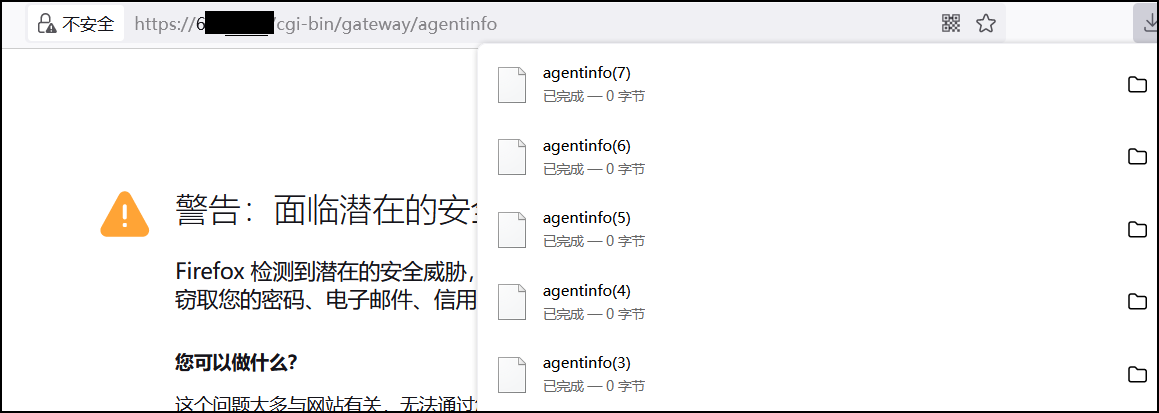 不安全 https://6/cgi-bin/gateway/agentinfo
agentinfo(7)
已完成 — 0 字节
agentinfo(6)
已完成 — 0 字节
agentinfo(5)
已完成 — 0 字节
agentinfo(4)
已完成 — 0 字节
agentinfo(3)
已完成 — 0 字节
警告：面临潜在的安全
Firefox 检测到潜在的安全威胁，
窃取您的密码、电子邮件、信用
您可以做什么？
这个问题大多与网站有关，无法通过